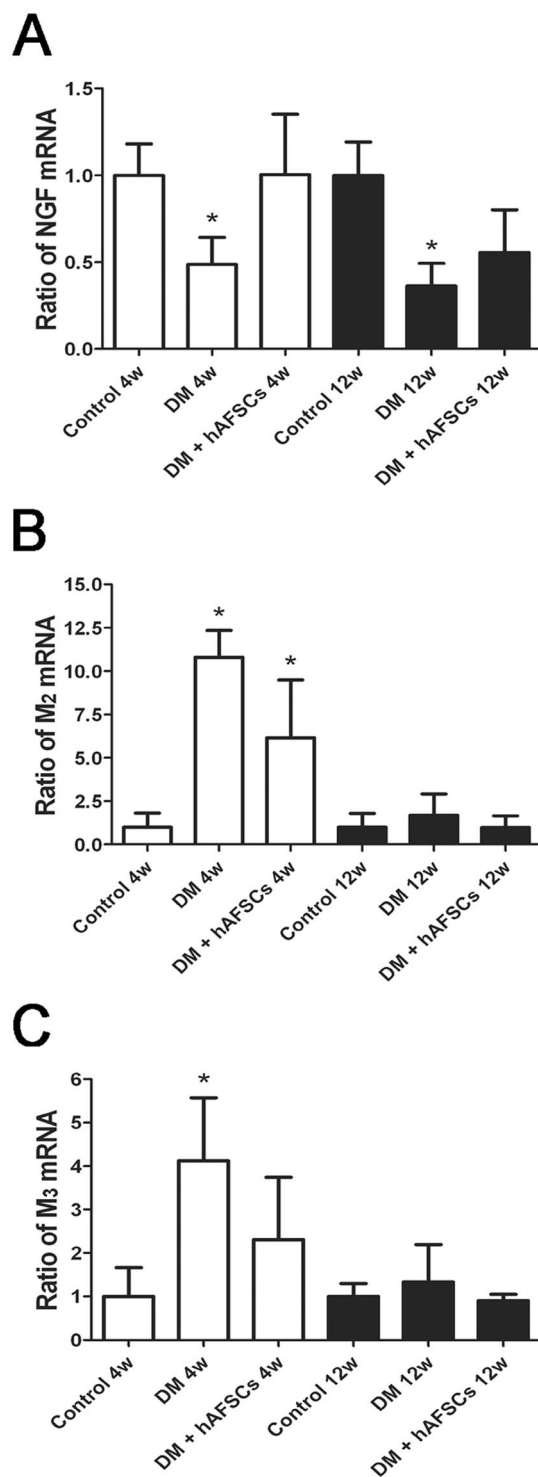 A
Ratio of NGF mRNA
1.5
1.0
0.5
0.0
*
*
Control 4w
DM 4w
DM + hAFSCs 4w
Control 12w
DM 12w
DM + hAFSCs 12w
B
Ratio of M2 mRNA
15.0
12.5
10.0
7.5
5.0
2.5
0.0
*
*
Control 4w
DM 4w
DM + hAFSCs 4w
Control 12w
DM 12w
DM + hAFSCs 12w
C
Ratio of M3 mRNA
6
5
4
3
2
1
0
*
Control 4w
DM 4w
DM + hAFSCs 4w
Control 12w
DM 12w
DM + hAFSCs 12w